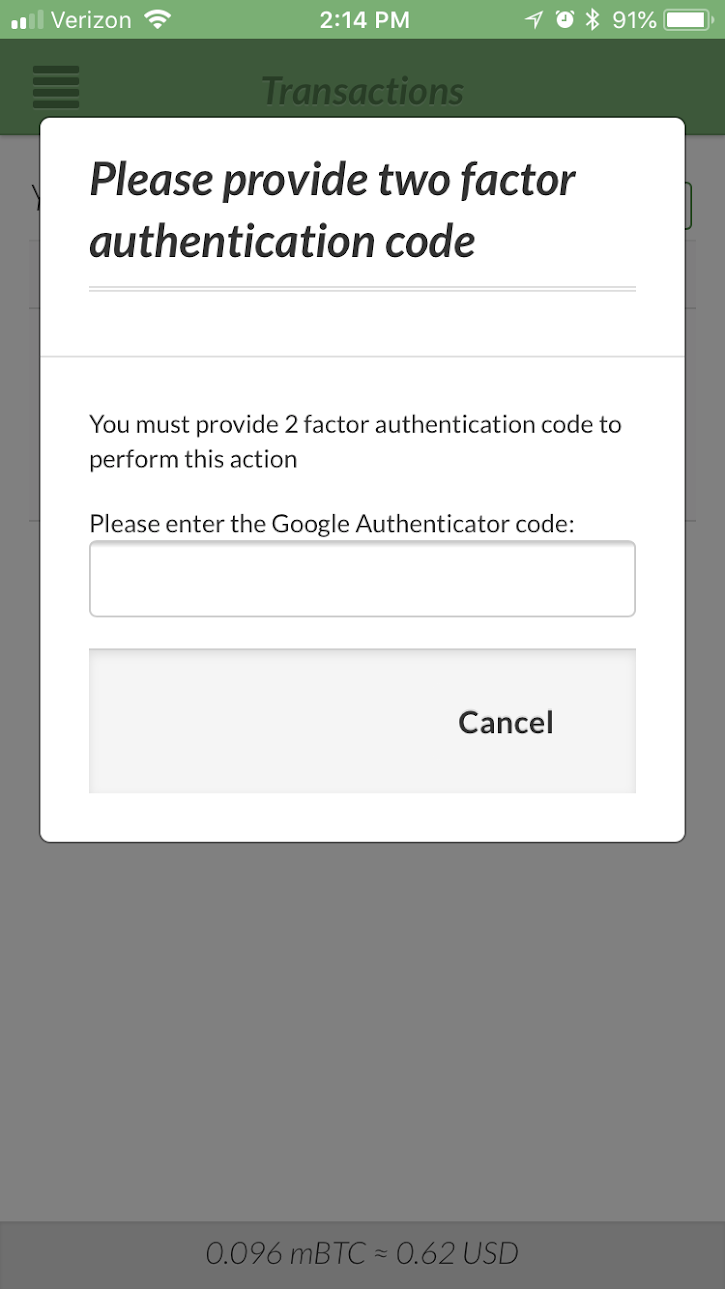 Verizon 2:14 PM 91%
Transactions
Please provide two factor
authentication code
You must provide 2 factor authentication code to
perform this action
Please enter the Google Authenticator code:
Cancel
0.096 mBTC ≈ 0.62 USD